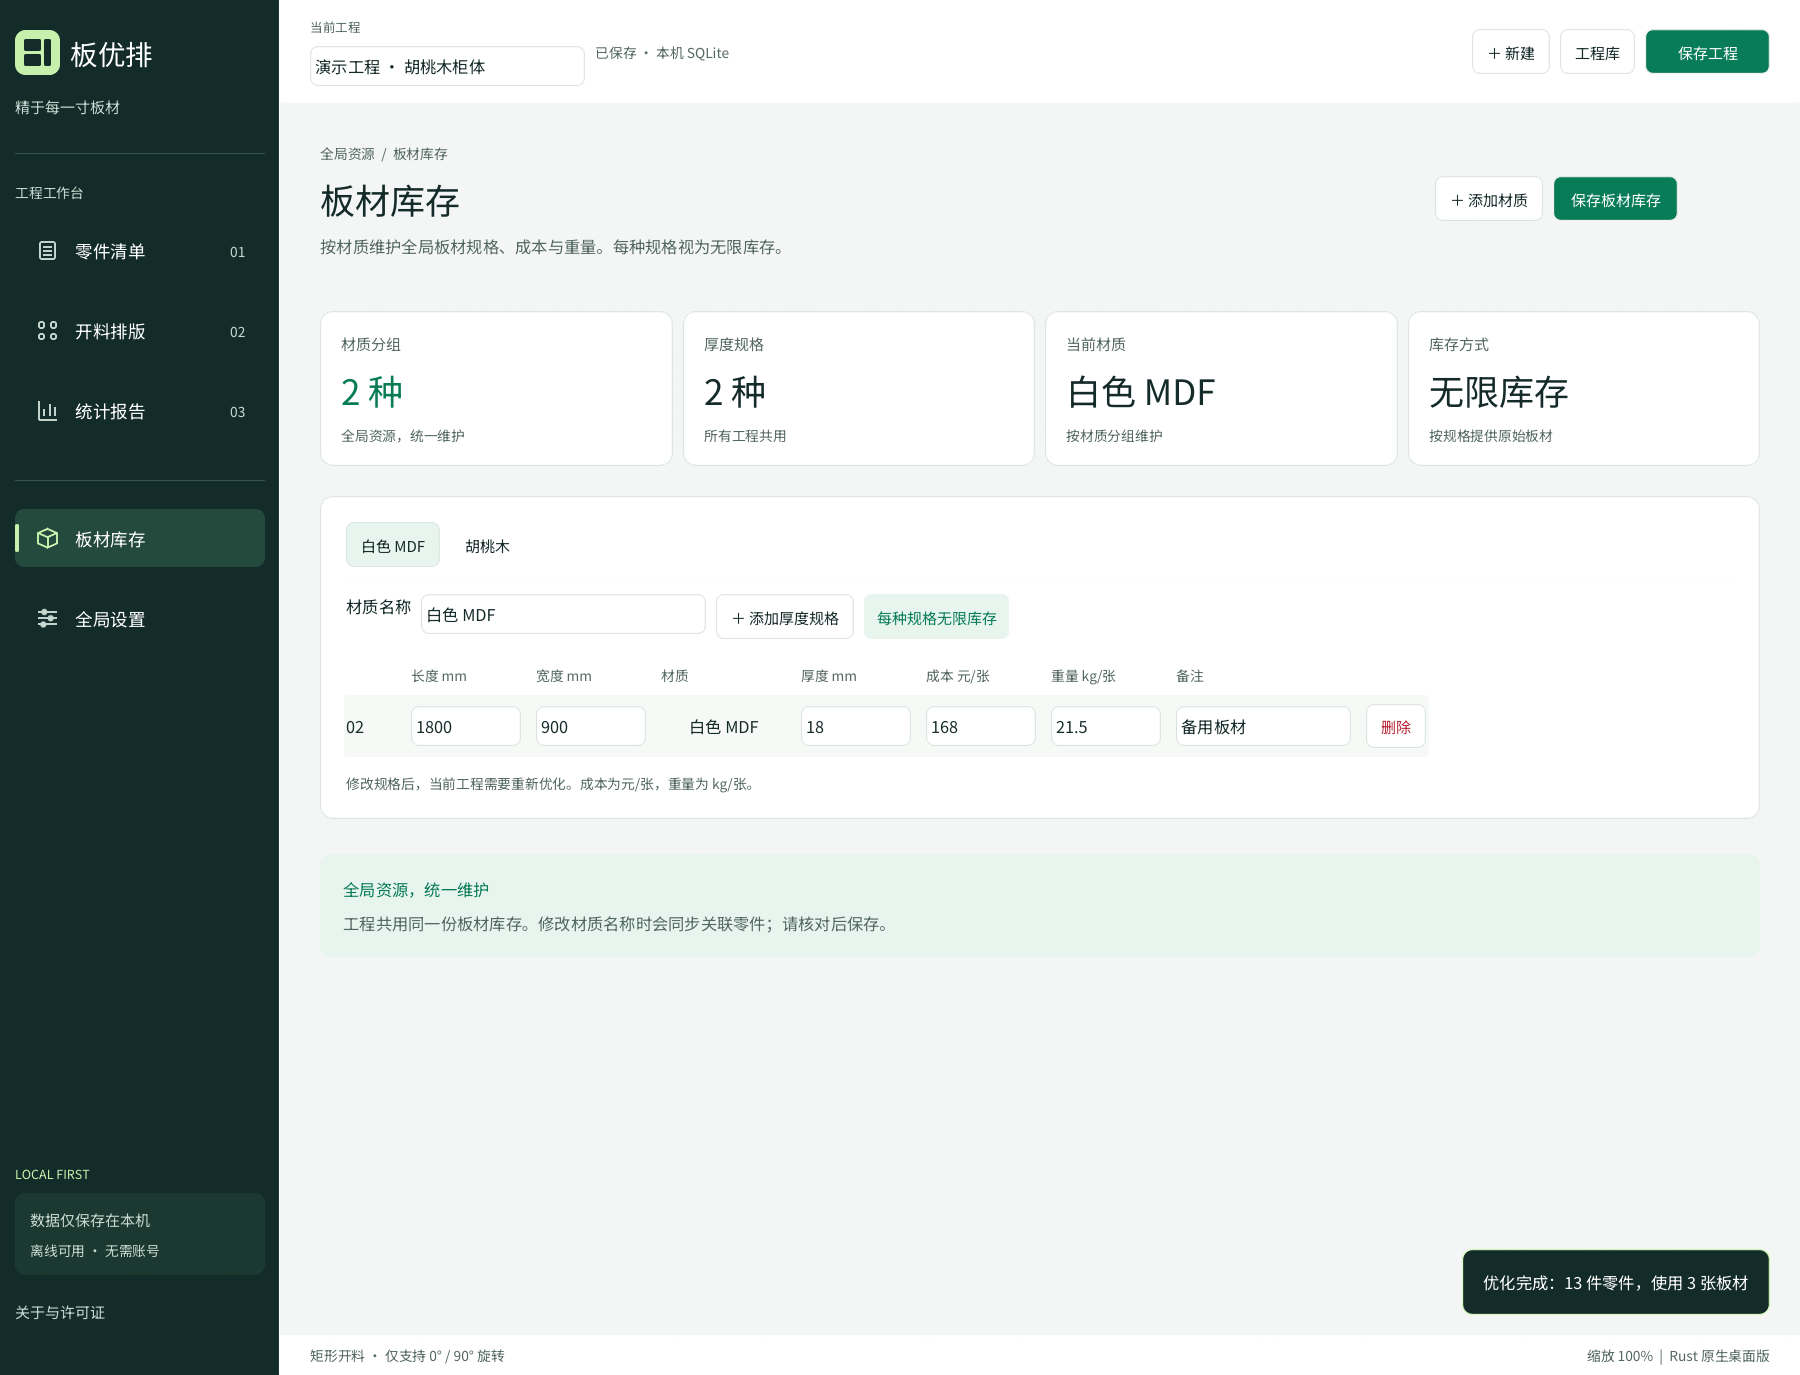 板优排
精于每一寸板材
工程工作台
零件清单 01
开料排版 02
统计报告 03
板材库存
全局设置
LOCAL FIRST
数据仅保存在本机
离线可用 • 无需账号
关于与许可证
当前工程
演示工程 • 胡桃木柜体
已保存 • 本机 SQLite
＋ 新建
工程库
保存工程
全局资源 / 板材库存
板材库存
＋ 添加材质
保存板材库存
按材质维护全局板材规格、成本与重量。每种规格视为无限库存。
材质分组
2 种
全局资源，统一维护
厚度规格
2 种
所有工程共用
当前材质
白色 MDF
按材质分组维护
库存方式
无限库存
按规格提供原始板材
白色 MDF 胡桃木
材质名称 白色 MDF ＋ 添加厚度规格 每种规格无限库存
长度 mm 宽度 mm 材质 厚度 mm 成本 元/张 重量 kg/张 备注
02 1800 900 白色 MDF 18 168 21.5 备用板材 删除
修改规格后，当前工程需要重新优化。成本为元/张，重量为 kg/张。
全局资源，统一维护
工程共用同一份板材库存。修改材质名称时会同步关联零件；请核对后保存。
优化完成：13 件零件，使用 3 张板材
矩形开料 • 仅支持 0° / 90° 旋转
缩放 100% | Rust 原生桌面版